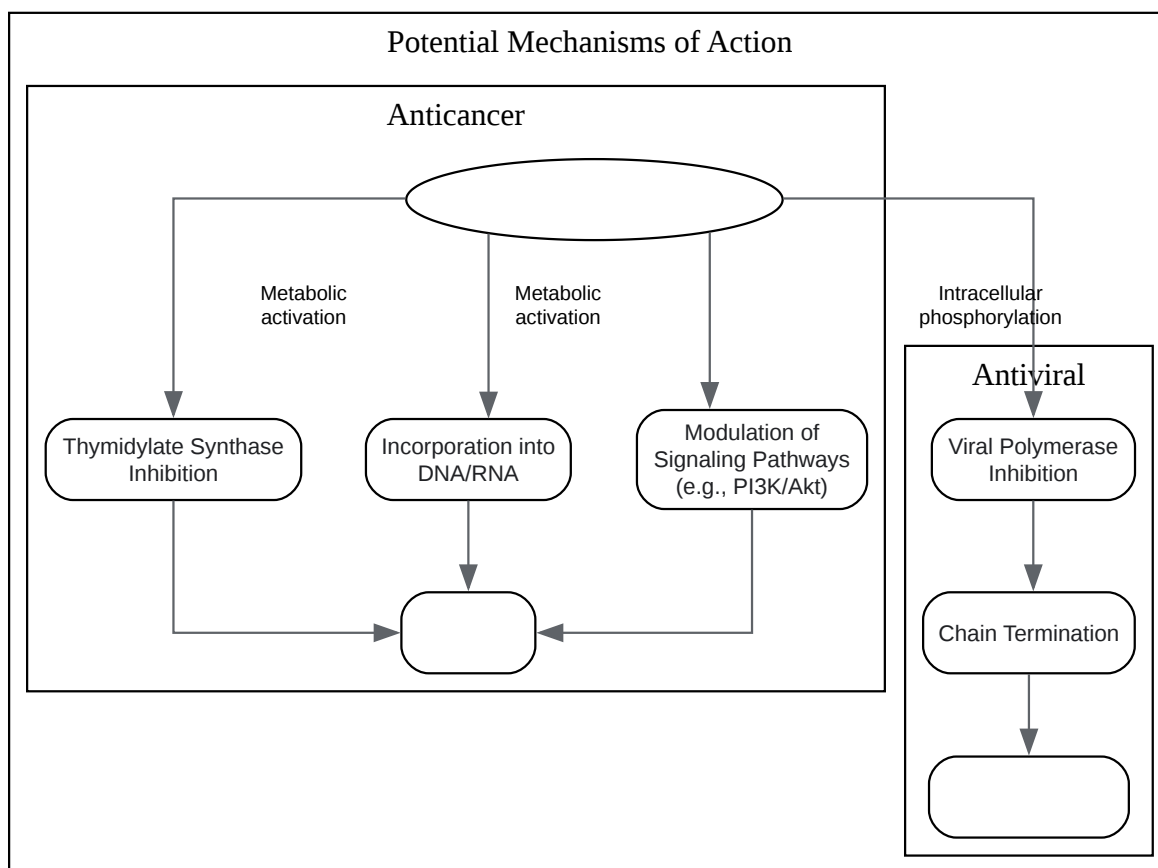 Potential Mechanisms of Action
Anticancer
Metabolic
activation
Metabolic
activation
Intracellular
phosphorylation
Antiviral
Thymidylate Synthase
Inhibition
Incorporation into
DNA/RNA
Modulation of
Signaling Pathways
(e.g., PI3K/Akt)
Viral Polymerase
Inhibition
Chain Termination